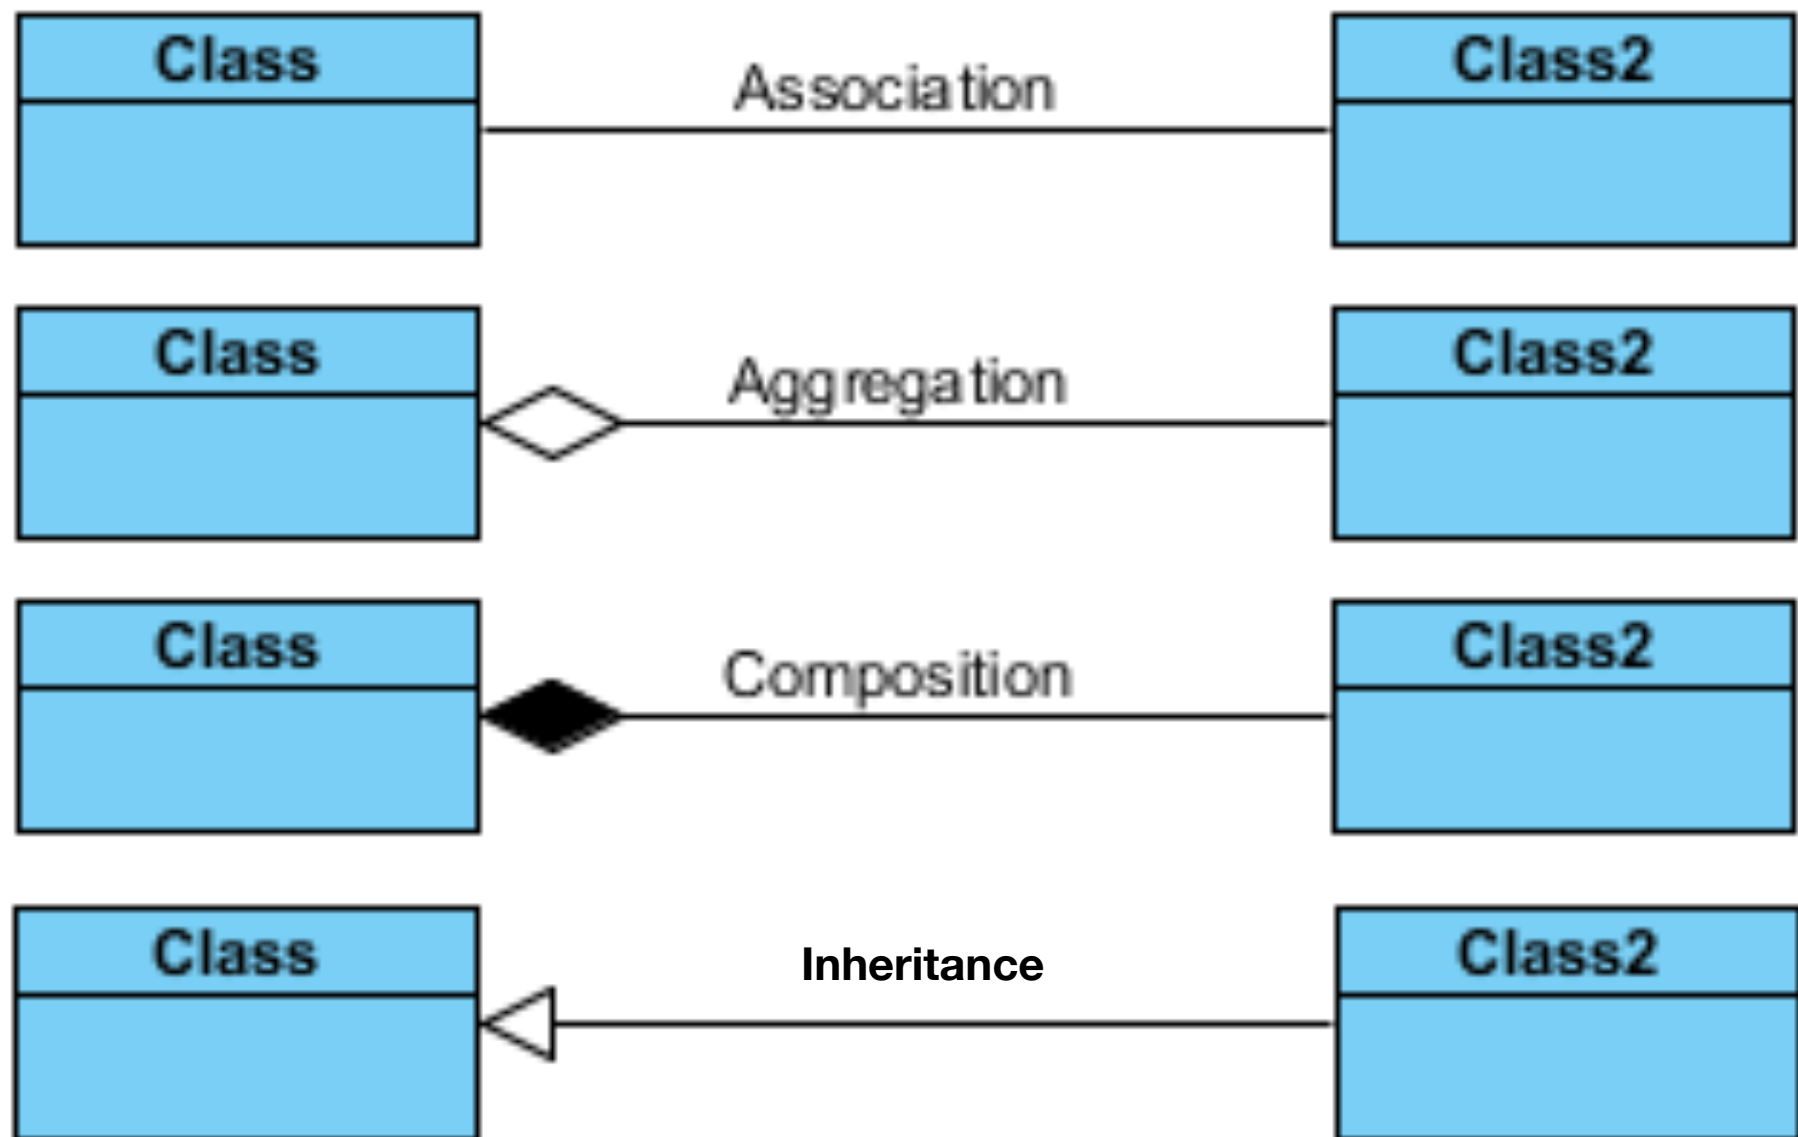 Class Association Class2
Class Aggregation Class2
Class Composition Class2
Class Inheritance Class2